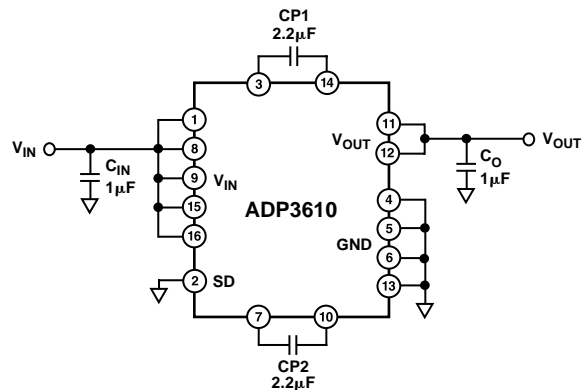 CP1
2.2µF
3
14
1
11
V_IN
C_IN
1µF
8
9
V_IN
15
16
V_OUT
12
V_OUT
C_O
1µF
ADP3610
4
5
GND
6
13
2
SD
7
10
CP2
2.2µF